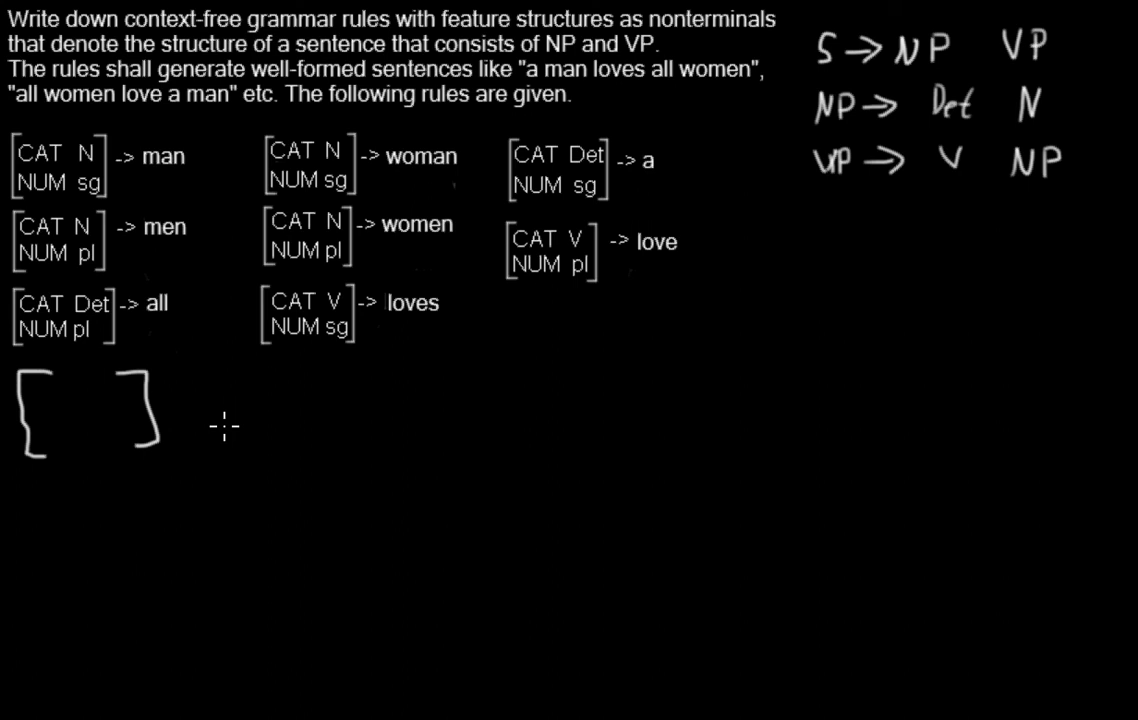 Write down context-free grammar rules with feature structures as nonterminals
that denote the structure of a sentence that consists of NP and VP.
The rules shall generate well-formed sentences like "a man loves all women",
"all women love a man" etc. The following rules are given.
S → NP VP
NP → Det N
VP → V NP
[CAT N
NUM sg] -> man
[CAT N
NUM sg] -> woman
[CAT Det
NUM sg] -> a
[CAT N
NUM pl] -> men
[CAT N
NUM pl] -> women
[CAT V
NUM pl] -> love
[CAT Det
NUM pl] -> all
[CAT V
NUM sg] -> loves
[ ]